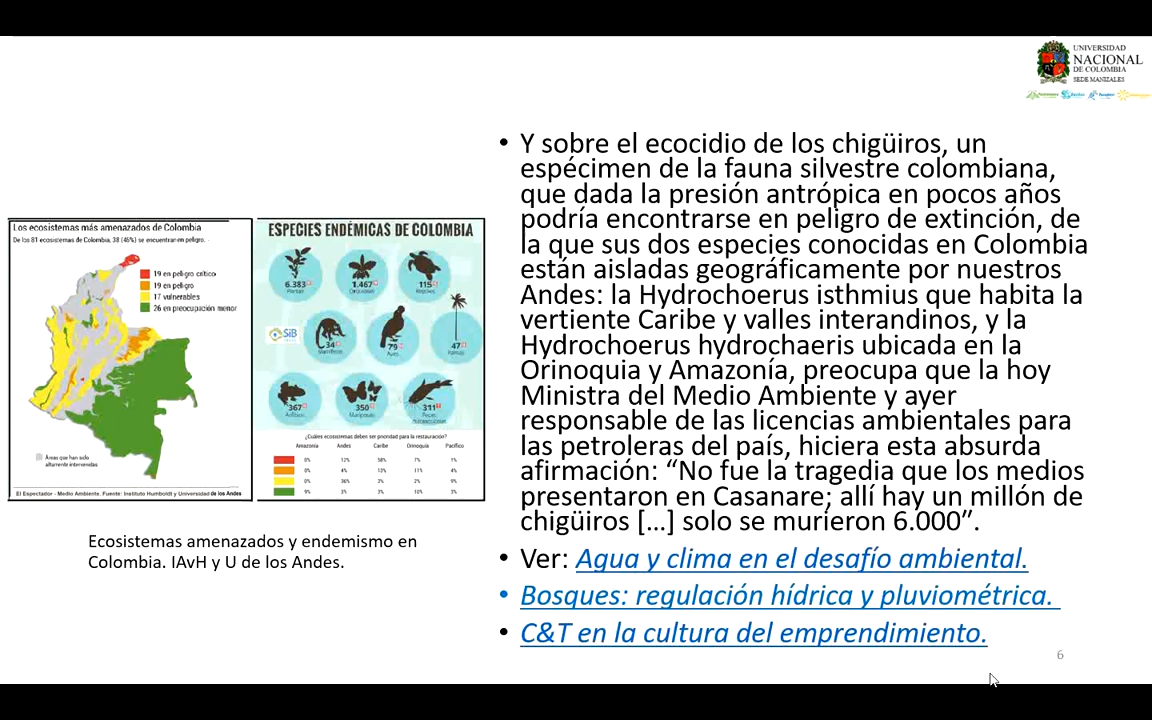 UNIVERSIDAD
NACIONAL
DE COLOMBIA
SEDE MANIZALES
Los ecosistemas más amenazados de Colombia
De los 81 ecosistemas de Colombia, 38 (46%) se encuentran en peligro.
19 en peligro crítico
19 en peligro
17 vulnerables
26 en preocupación menor
Áreas que han sido
altamente intervenidas
El Espectador - Medio Ambiente. Fuente: Instituto Humboldt y Universidad de los Andes
ESPECIES ENDÉMICAS DE COLOMBIA
6.383
Plantas
1.467
Orquídeas
115
Reptiles
SiB
34
Mamíferos
79
Aves
47
Palmas
367
Anfibios
350
Mariposas
311
Peces
¿Cuáles ecosistemas deben ser prioridad para la restauración?
Amazonía Andes Caribe Orinoquía Pacífico
0% 12% 58% 7% 1%
0% 4% 13% 11% 4%
0% 36% 3% 2% 9%
9% 3% 3% 10% 3%
Ecosistemas amenazados y endemismo en
Colombia. IAvH y U de los Andes.
• Y sobre el ecocidio de los chigüiros, un
espécimen de la fauna silvestre colombiana,
que dada la presión antrópica en pocos años
podría encontrarse en peligro de extinción, de
la que sus dos especies conocidas en Colombia
están aisladas geográficamente por nuestros
Andes: la Hydrochoerus isthmius que habita la
vertiente Caribe y valles interandinos, y la
Hydrochoerus hydrochaeris ubicada en la
Orinoquia y Amazonía, preocupa que la hoy
Ministra del Medio Ambiente y ayer
responsable de las licencias ambientales para
las petroleras del país, hiciera esta absurda
afirmación: “No fue la tragedia que los medios
presentaron en Casanare; allí hay un millón de
chigüiros […] solo se murieron 6.000”.
• Ver: Agua y clima en el desafío ambiental.
• Bosques: regulación hídrica y pluviométrica.
• C&T en la cultura del emprendimiento.
6